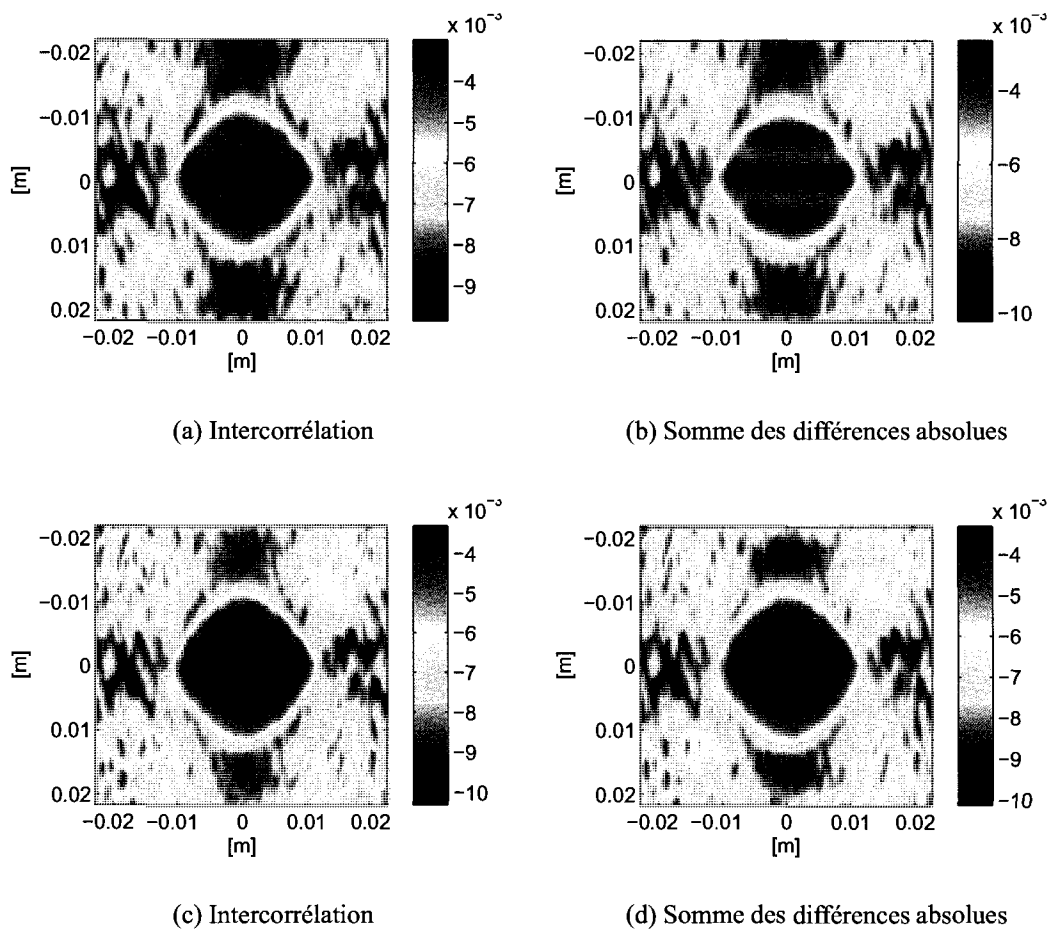 x 10⁻³ x 10⁻³
−0.02 −0.01 0 0.01 0.02 [m] −4 −5 −6 −7 −8 −9
−0.02 −0.01 0 0.01 0.02 [m] −4 −6 −8 −10
−0.02 −0.01 0 0.01 0.02 −0.02 −0.01 0 0.01 0.02
[m] [m]
(a) Intercorrélation (b) Somme des différences absolues
x 10⁻³ x 10⁻³
−0.02 −0.01 0 0.01 0.02 [m] −4 −5 −6 −7 −8 −9 −10
−0.02 −0.01 0 0.01 0.02 [m] −4 −5 −6 −7 −8 −9 −10
−0.02 −0.01 0 0.01 0.02 −0.02 −0.01 0 0.01 0.02
[m] [m]
(c) Intercorrélation (d) Somme des différences absolues